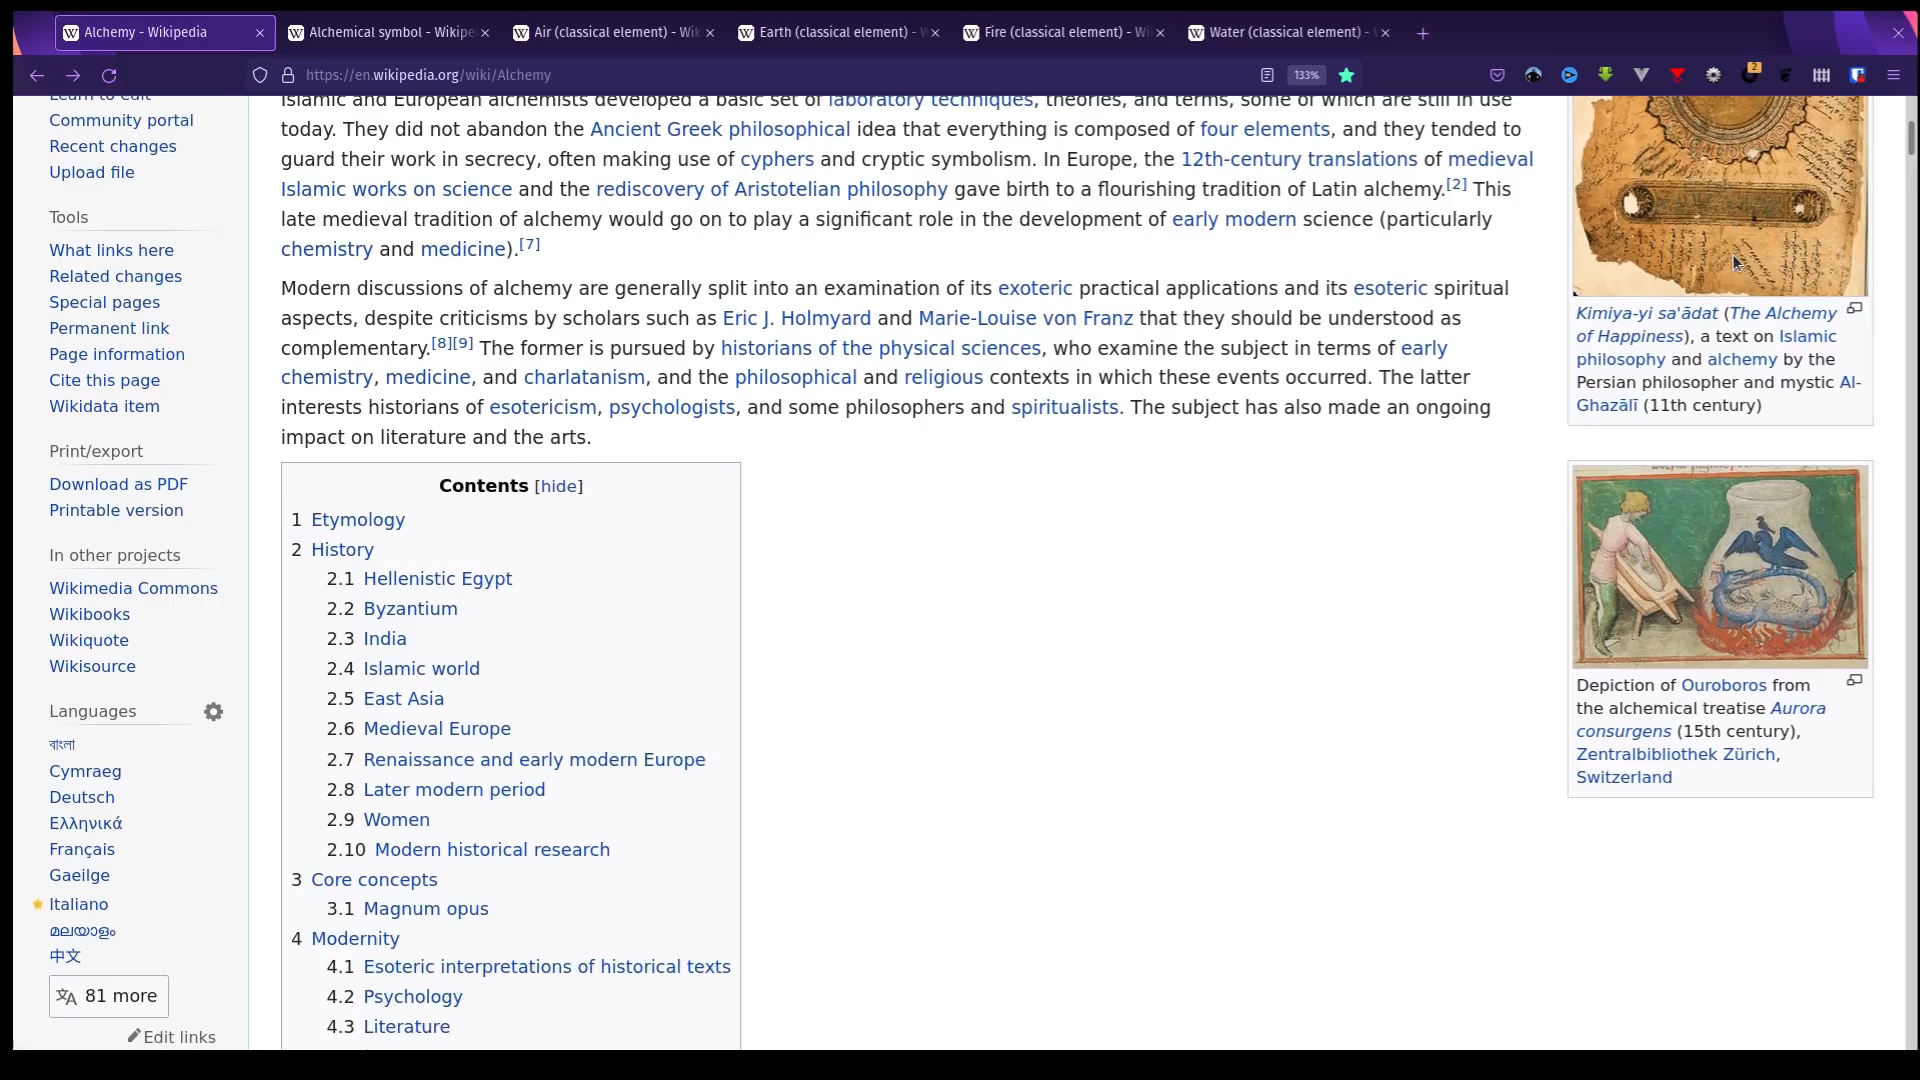 Alchemy - Wikipedia
Alchemical symbol - Wikipe
Air (classical element) - Wik
Earth (classical element) - W
Fire (classical element) - Wi
Water (classical element) -
https://en.wikipedia.org/wiki/Alchemy
133%
2
Learn to edit
Community portal
Recent changes
Upload file
Tools
What links here
Related changes
Special pages
Permanent link
Page information
Cite this page
Wikidata item
Print/export
Download as PDF
Printable version
In other projects
Wikimedia Commons
Wikibooks
Wikiquote
Wikisource
Languages
বাংলা
Cymraeg
Deutsch
Ελληνικά
Français
Gaeilge
Italiano
മലയാളം
中文
81 more
Edit links
Islamic and European alchemists developed a basic set of laboratory techniques, theories, and terms, some of which are still in use
today. They did not abandon the Ancient Greek philosophical idea that everything is composed of four elements, and they tended to
guard their work in secrecy, often making use of cyphers and cryptic symbolism. In Europe, the 12th-century translations of medieval
Islamic works on science and the rediscovery of Aristotelian philosophy gave birth to a flourishing tradition of Latin alchemy.[2] This
late medieval tradition of alchemy would go on to play a significant role in the development of early modern science (particularly
chemistry and medicine).[7]
Modern discussions of alchemy are generally split into an examination of its exoteric practical applications and its esoteric spiritual
aspects, despite criticisms by scholars such as Eric J. Holmyard and Marie-Louise von Franz that they should be understood as
complementary.[8][9] The former is pursued by historians of the physical sciences, who examine the subject in terms of early
chemistry, medicine, and charlatanism, and the philosophical and religious contexts in which these events occurred. The latter
interests historians of esotericism, psychologists, and some philosophers and spiritualists. The subject has also made an ongoing
impact on literature and the arts.
Contents [hide]
1 Etymology
2 History
2.1 Hellenistic Egypt
2.2 Byzantium
2.3 India
2.4 Islamic world
2.5 East Asia
2.6 Medieval Europe
2.7 Renaissance and early modern Europe
2.8 Later modern period
2.9 Women
2.10 Modern historical research
3 Core concepts
3.1 Magnum opus
4 Modernity
4.1 Esoteric interpretations of historical texts
4.2 Psychology
4.3 Literature
Kimiya-yi sa'ādat (The Alchemy
of Happiness), a text on Islamic
philosophy and alchemy by the
Persian philosopher and mystic Al-
Ghazālī (11th century)
Depiction of Ouroboros from
the alchemical treatise Aurora
consurgens (15th century),
Zentralbibliothek Zürich,
Switzerland